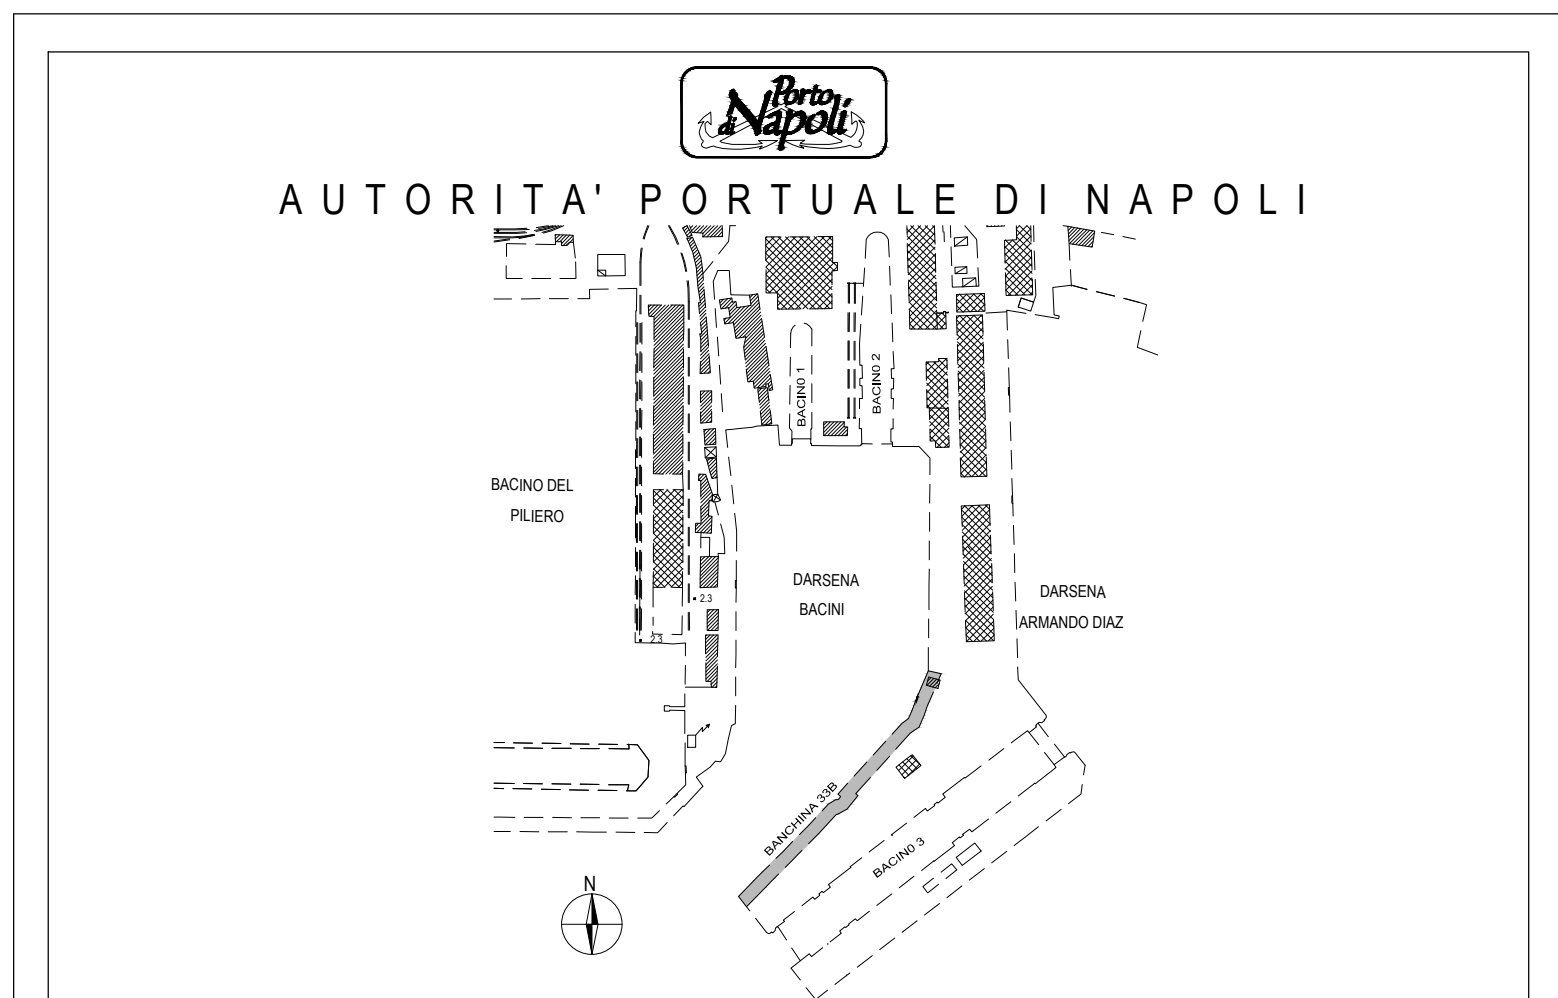 Porto
di Napoli
AUTORITA' PORTUALE DI NAPOLI
BACINO 1
BACINO 2
BACINO DEL
PILIERO
DARSENA
BACINI
DARSENA
ARMANDO DIAZ
2.3
2.3
BANCHINA 33B
BACINO 3
N